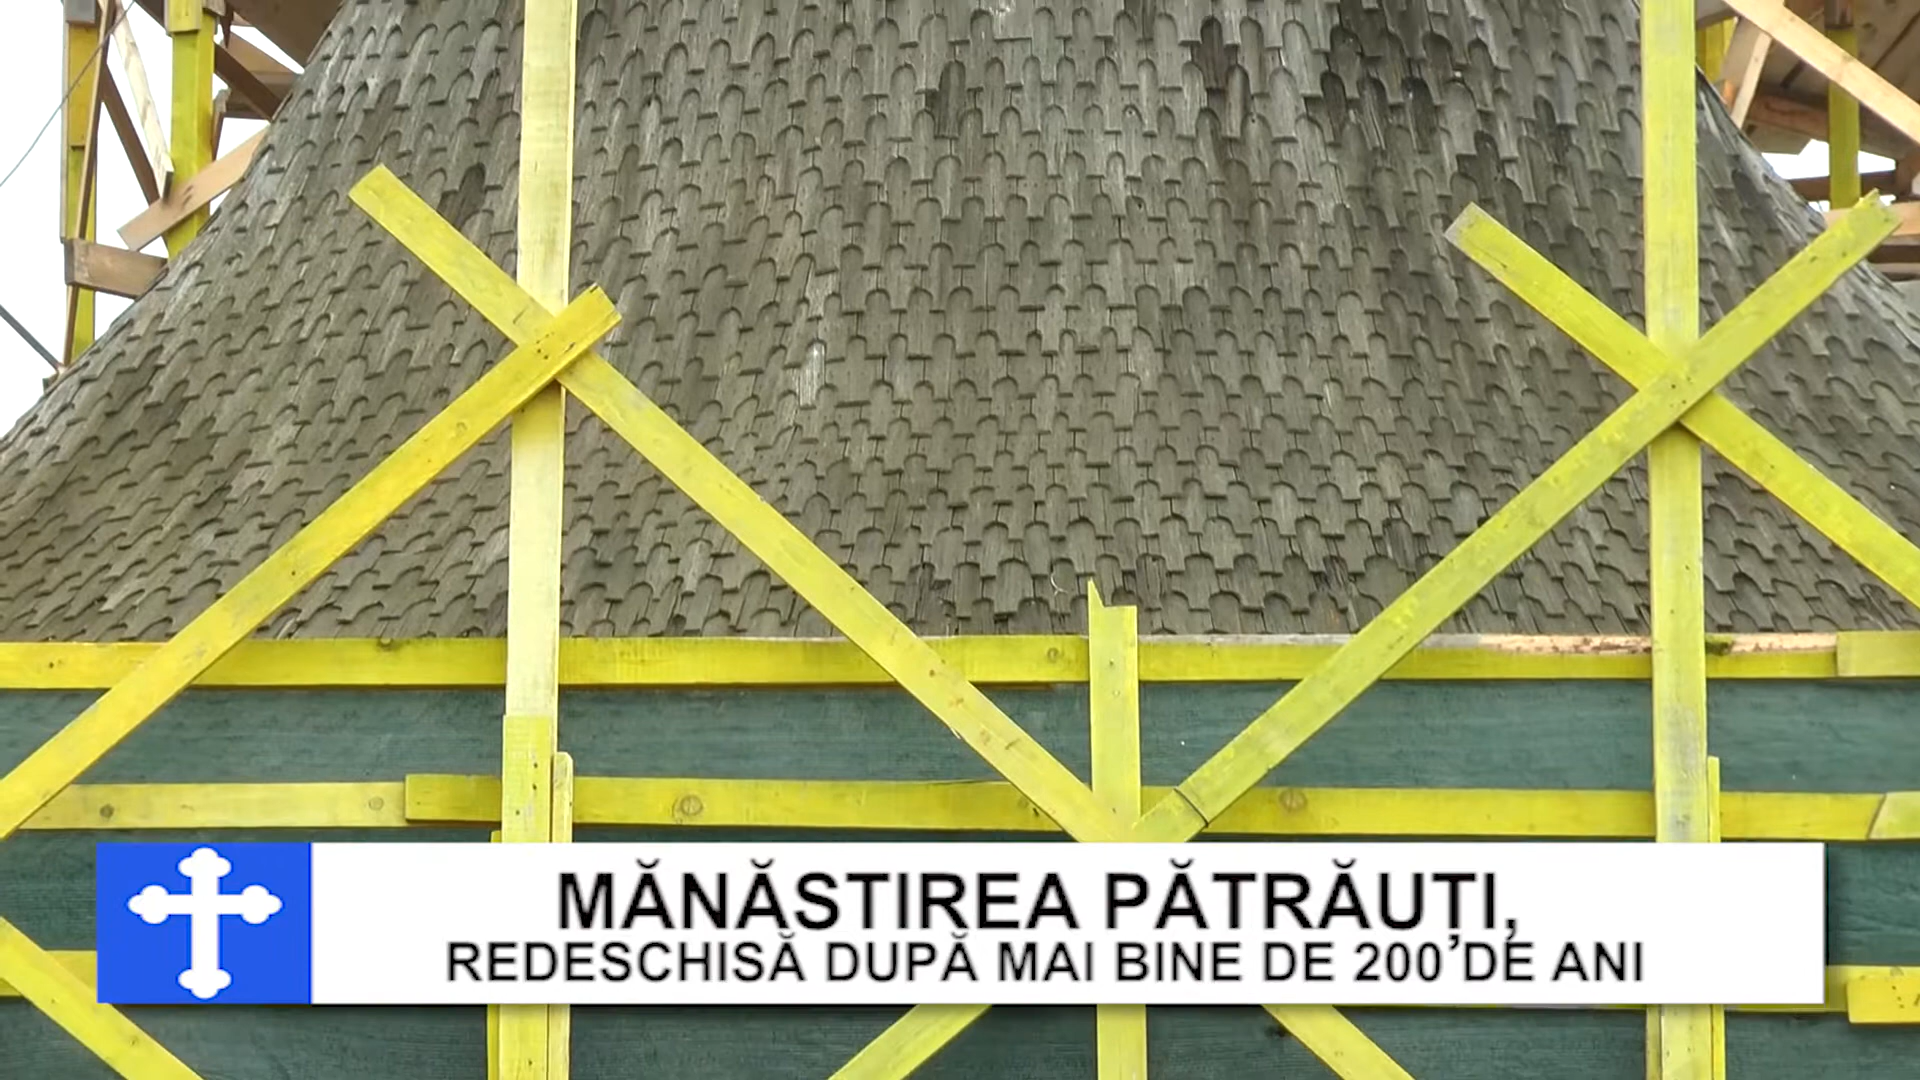 MĂNĂSTIREA PĂTRĂUȚI,
REDESCHISĂ DUPĂ MAI BINE DE 200 DE ANI